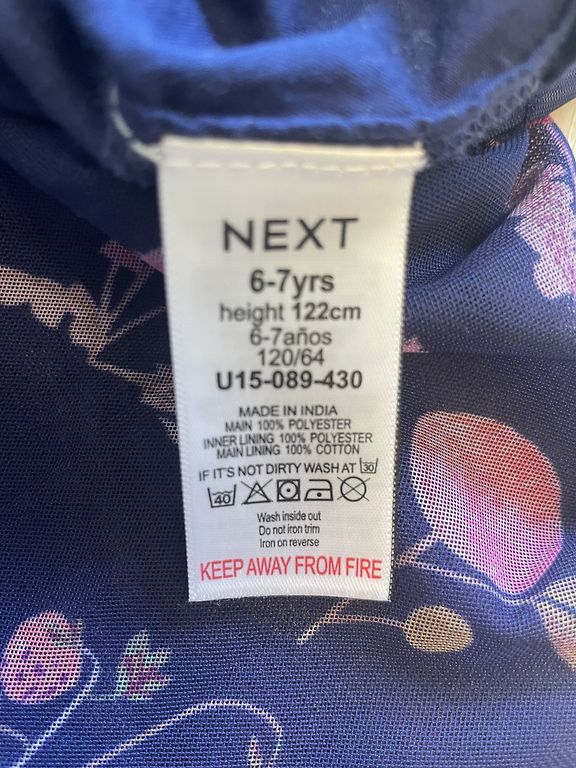 NEXT
6-7yrs
height 122cm
6-7años
120/64
U15-089-430
MADE IN INDIA
MAIN 100% POLYESTER
INNER LINING 100% POLYESTER
MAIN LINING 100% COTTON
IF IT'S NOT DIRTY WASH AT 30
40
Wash inside out
Do not iron trim
Iron on reverse
KEEP AWAY FROM FIRE